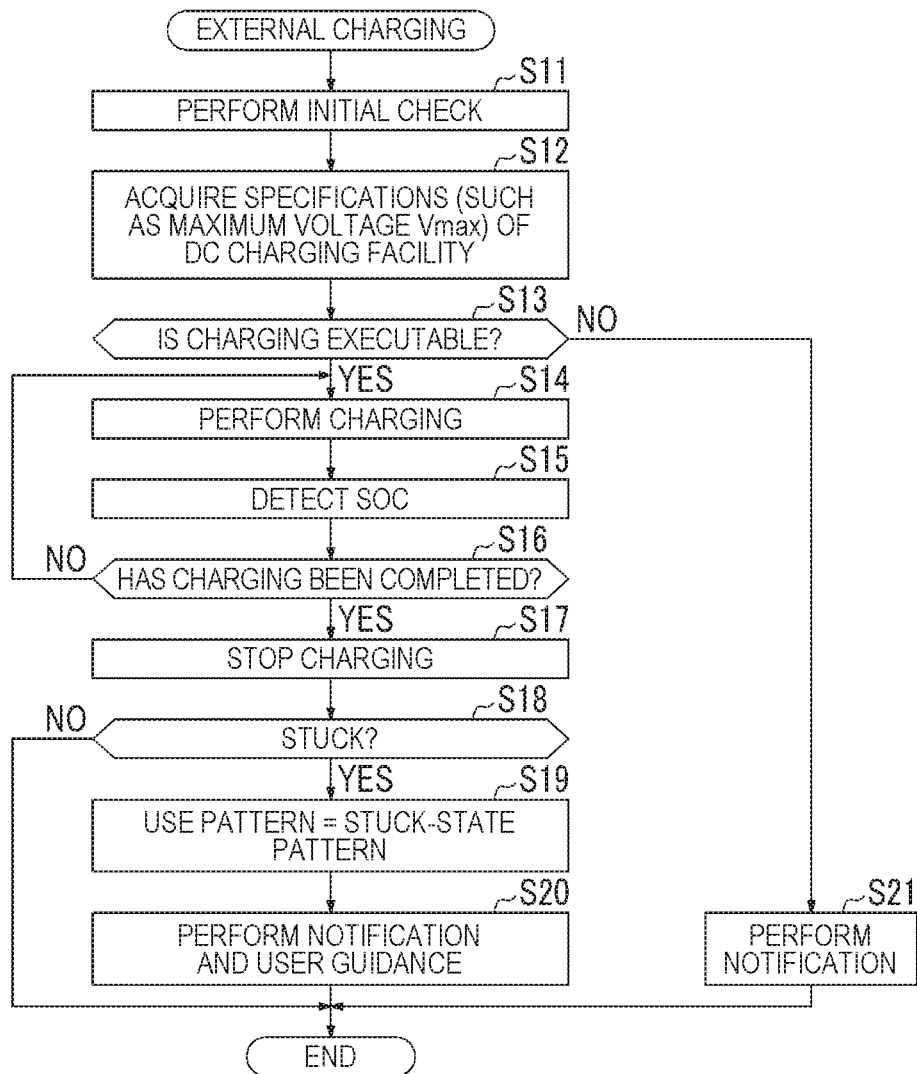 EXTERNAL CHARGING
S11
PERFORM INITIAL CHECK
S12
ACQUIRE SPECIFICATIONS (SUCH
AS MAXIMUM VOLTAGE Vmax) OF
DC CHARGING FACILITY
S13
IS CHARGING EXECUTABLE?
NO
YES
S14
PERFORM CHARGING
S15
DETECT SOC
S16
NO
HAS CHARGING BEEN COMPLETED?
YES
S17
STOP CHARGING
S18
NO
STUCK?
YES
S19
USE PATTERN = STUCK-STATE
PATTERN
S20
PERFORM NOTIFICATION
AND USER GUIDANCE
S21
PERFORM
NOTIFICATION
END